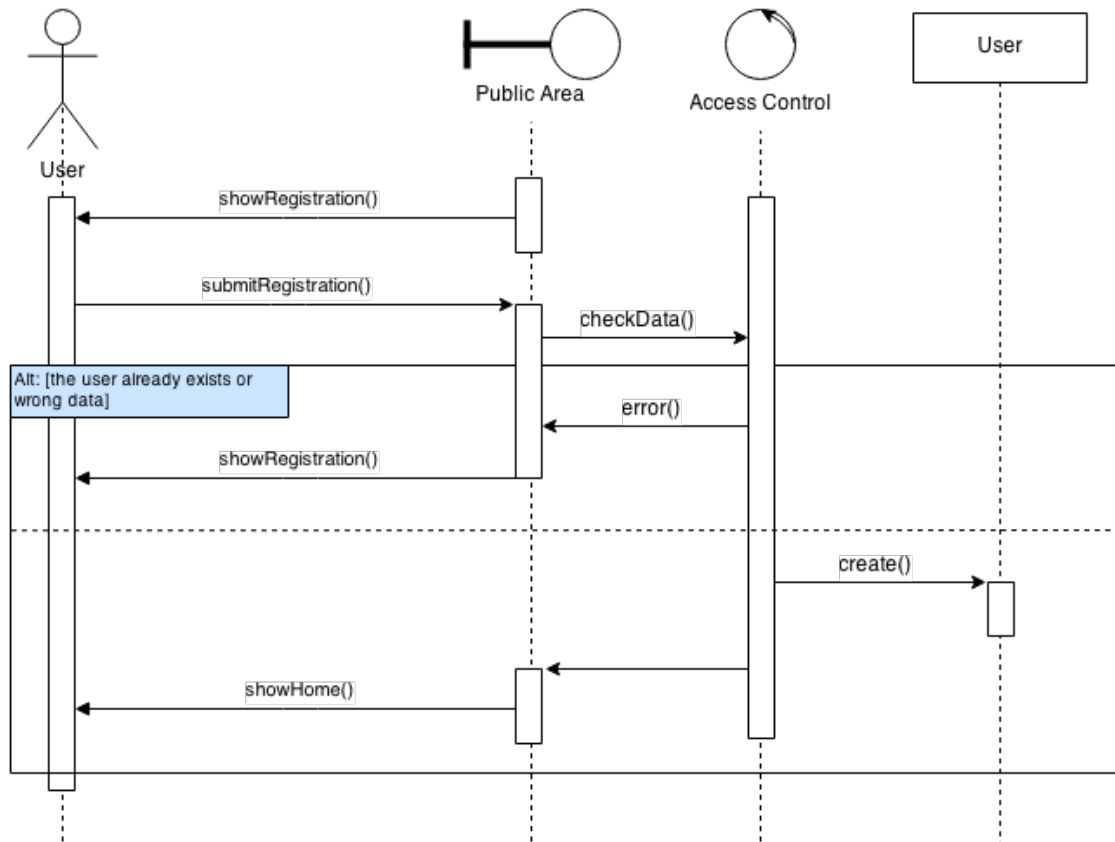 User
Public Area
Access Control
User
showRegistration()
submitRegistration()
checkData()
Alt: [the user already exists or
wrong data]
error()
showRegistration()
create()
showHome()